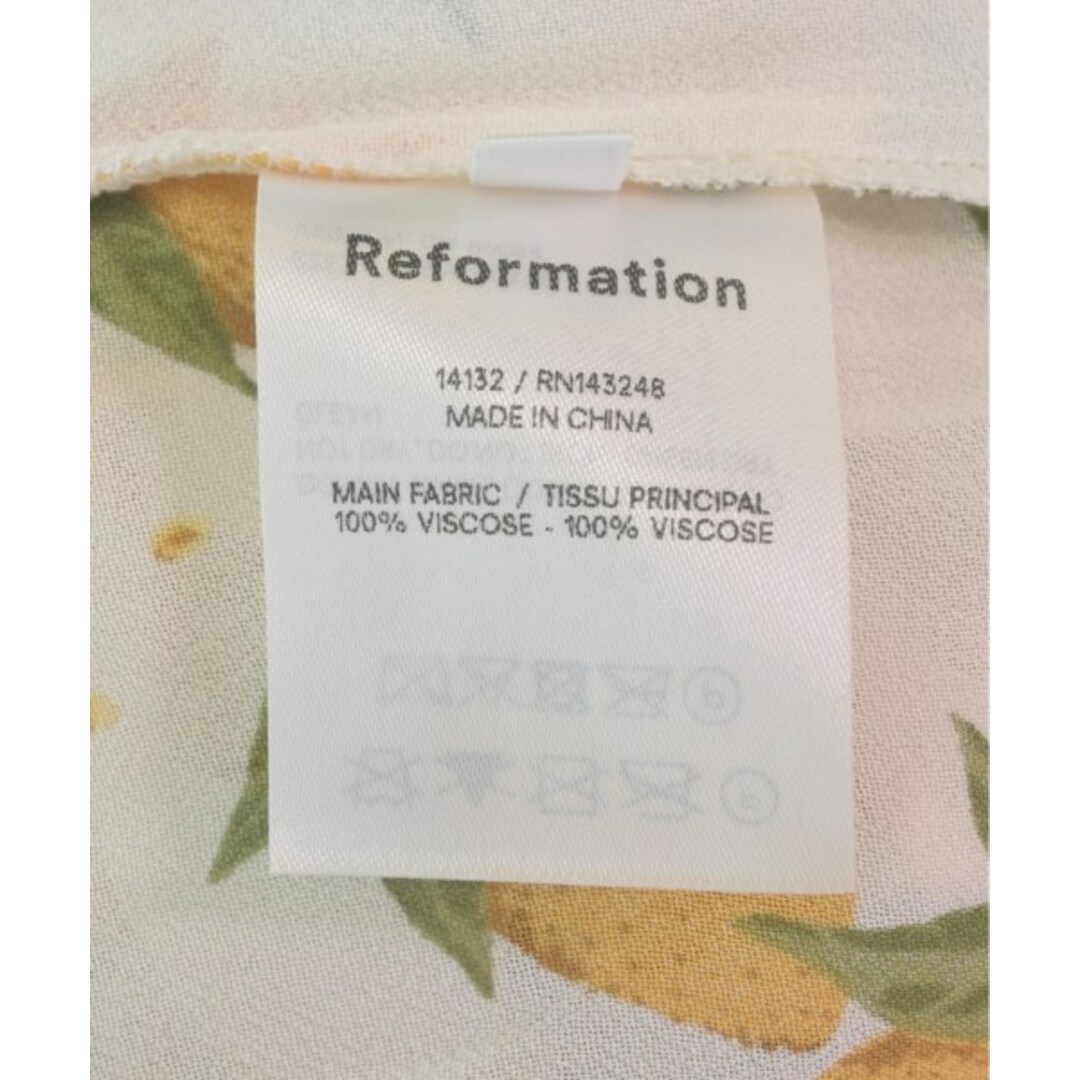 Reformation
14132 / RN143248
MADE IN CHINA
MAIN FABRIC / TISSU PRINCIPAL
100% VISCOSE - 100% VISCOSE